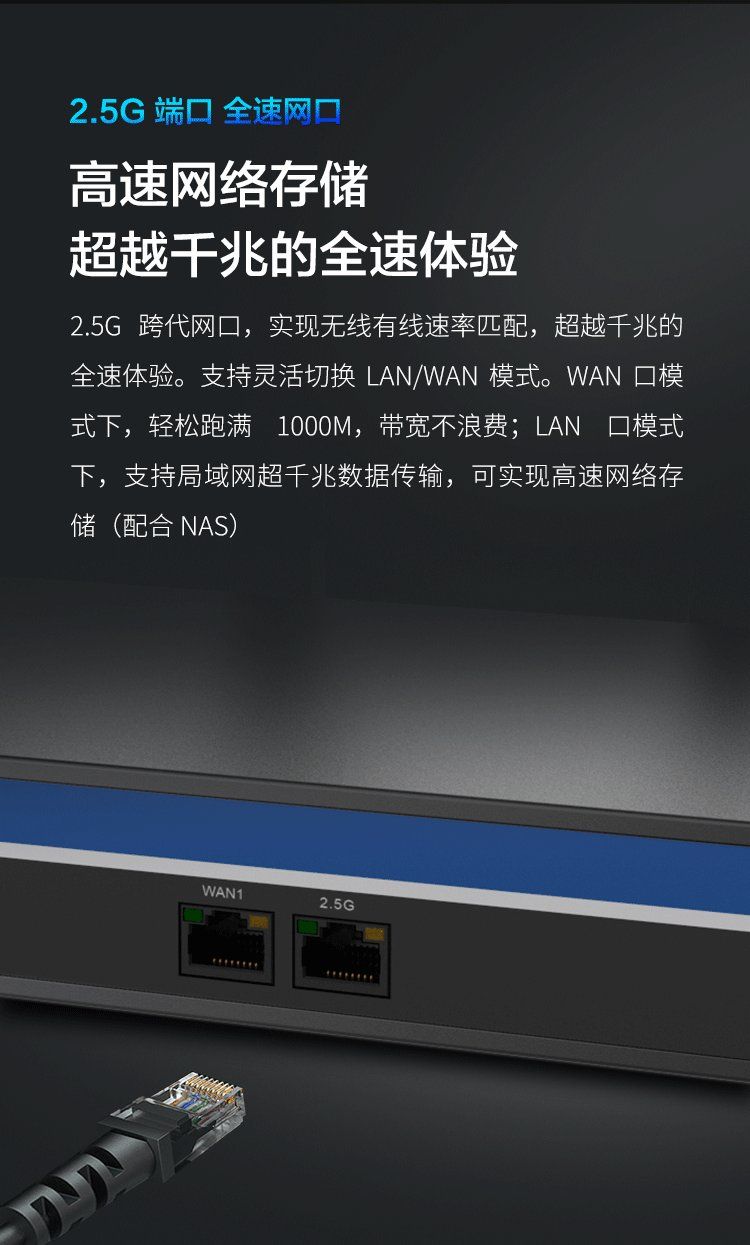 2.5G 端口 全速网口
高速网络存储
超越千兆的全速体验
2.5G 跨代网口，实现无线有线速率匹配，超越千兆的
全速体验。支持灵活切换 LAN/WAN 模式。WAN 口模
式下，轻松跑满 1000M，带宽不浪费；LAN 口模式
下，支持局域网超千兆数据传输，可实现高速网络存
储（配合 NAS）
WAN1
2.5G